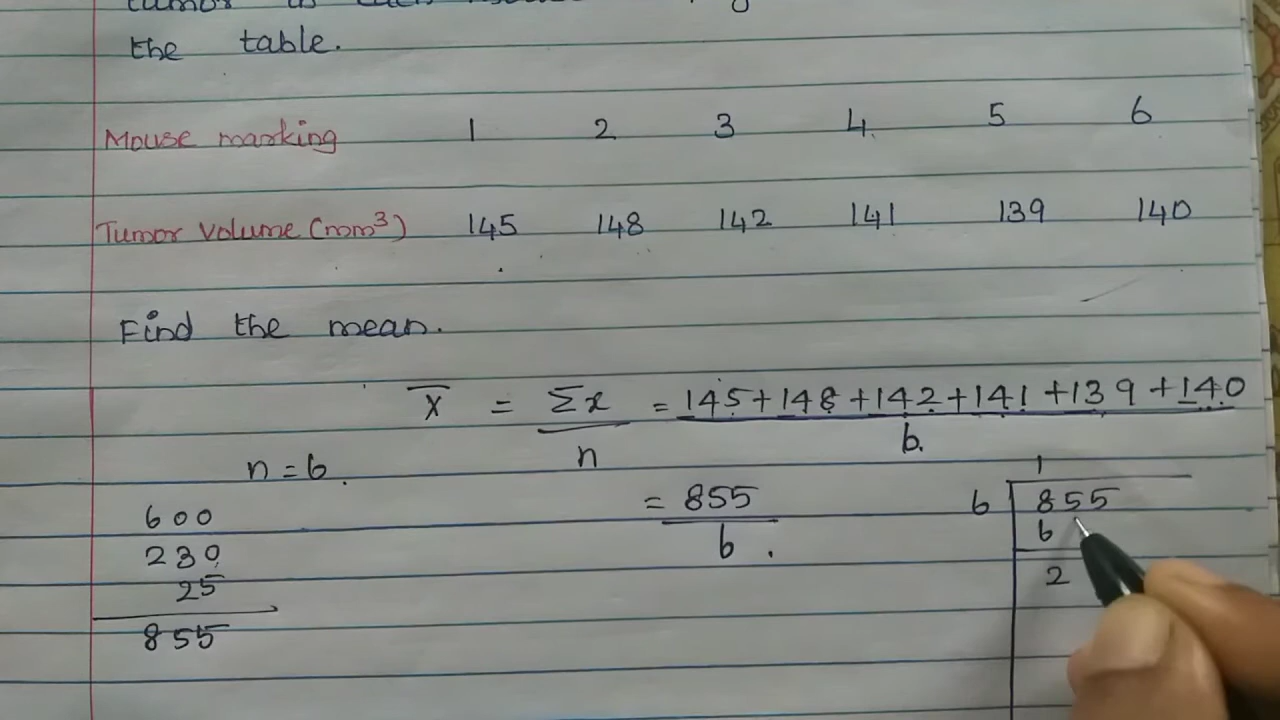 the table.
Mouse marking 1 2 3 4 5 6
Tumor volume (mm³) 145 148 142 141 139 140
Find the mean.
X̄ = Σx / n = 145+148+142+141+139+140 / 6.
n = 6.
= 855 / 6.
600
230
25
855
1
6 855
6
2